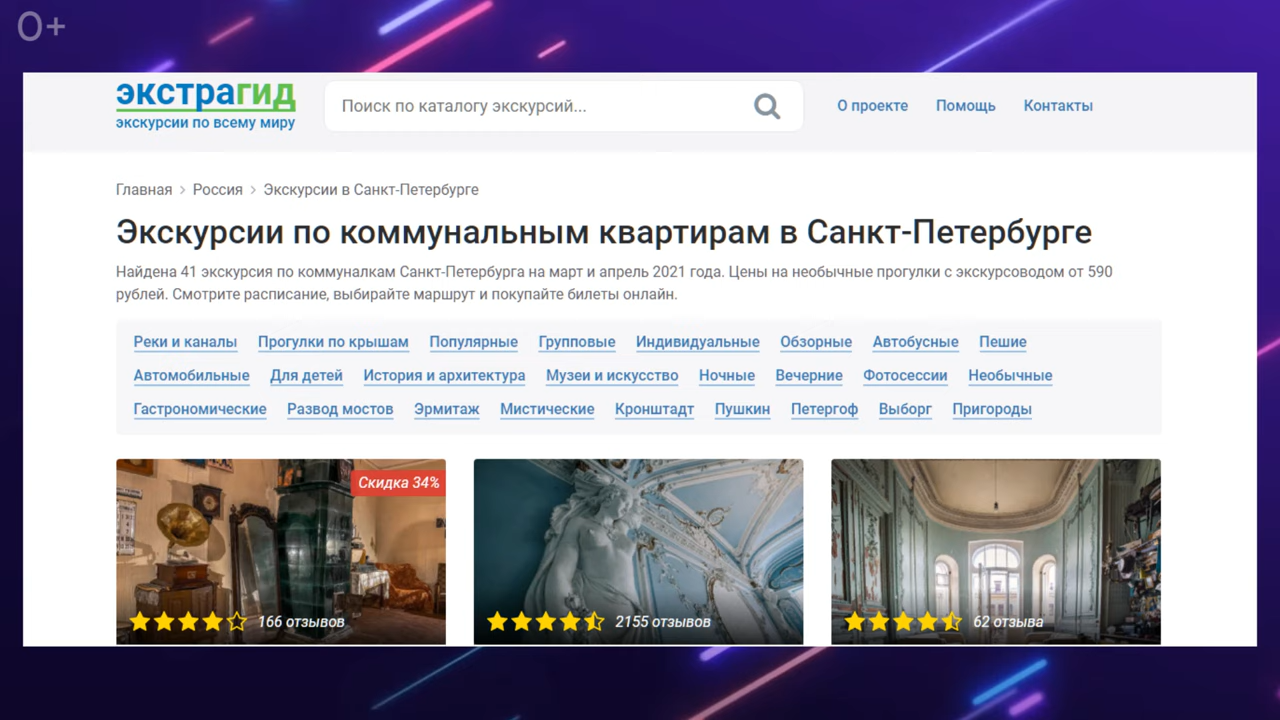 0+
экстрагид
экскурсии по всему миру
Поиск по каталогу экскурсий...
О проекте Помощь Контакты
Главная > Россия > Экскурсии в Санкт-Петербурге
Экскурсии по коммунальным квартирам в Санкт-Петербурге
Найдена 41 экскурсия по коммуналкам Санкт-Петербурга на март и апрель 2021 года. Цены на необычные прогулки с экскурсоводом от 590
рублей. Смотрите расписание, выбирайте маршрут и покупайте билеты онлайн.
Реки и каналы Прогулки по крышам Популярные Групповые Индивидуальные Обзорные Автобусные Пешие
Автомобильные Для детей История и архитектура Музеи и искусство Ночные Вечерние Фотосессии Необычные
Гастрономические Развод мостов Эрмитаж Мистические Кронштадт Пушкин Петергоф Выборг Пригороды
Скидка 34%
166 отзывов
2155 отзывов
62 отзыва